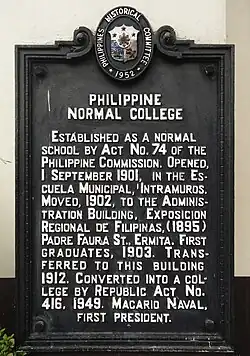 PHILIPPINES HISTORICAL COMMITTEE
1952
PHILIPPINE
NORMAL COLLEGE
ESTABLISHED AS A NORMAL
SCHOOL BY ACT NO. 74 OF THE
PHILIPPINE COMMISSION. OPENED,
1 SEPTEMBER 1901, IN THE ES-
CUELA MUNICIPAL, INTRAMUROS.
MOVED, 1902, TO THE ADMINIS-
TRATION BUILDING, EXPOSICION
REGIONAL DE FILIPINAS, (1895)
PADRE FAURA ST., ERMITA. FIRST
GRADUATES, 1903. TRANS-
FERRED TO THIS BUILDING
1912. CONVERTED INTO A COL-
LEGE BY REPUBLIC ACT NO.
416, 1949. MACARIO NAVAL,
FIRST PRESIDENT.